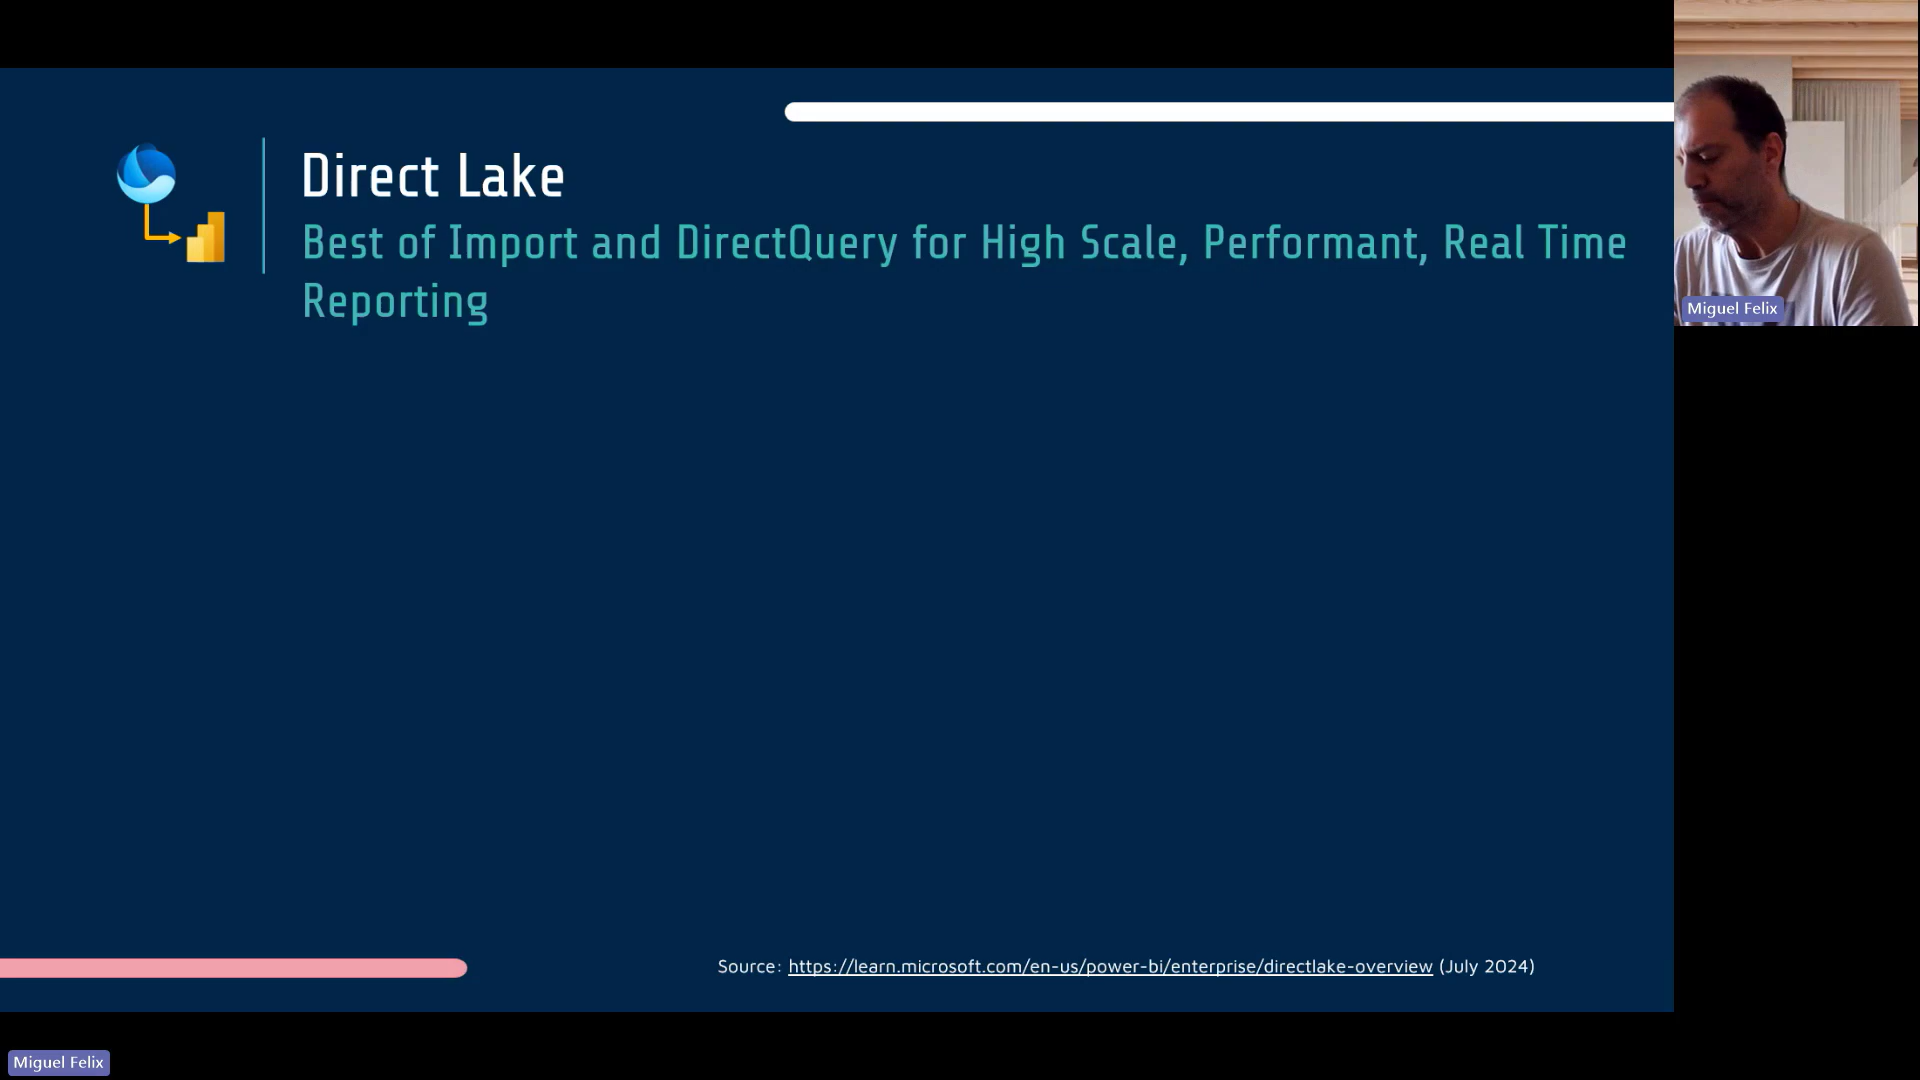 Direct Lake
Best of Import and DirectQuery for High Scale, Performant, Real Time
Reporting
Miguel Felix
Source: https://learn.microsoft.com/en-us/power-bi/enterprise/directlake-overview (July 2024)
Miguel Felix